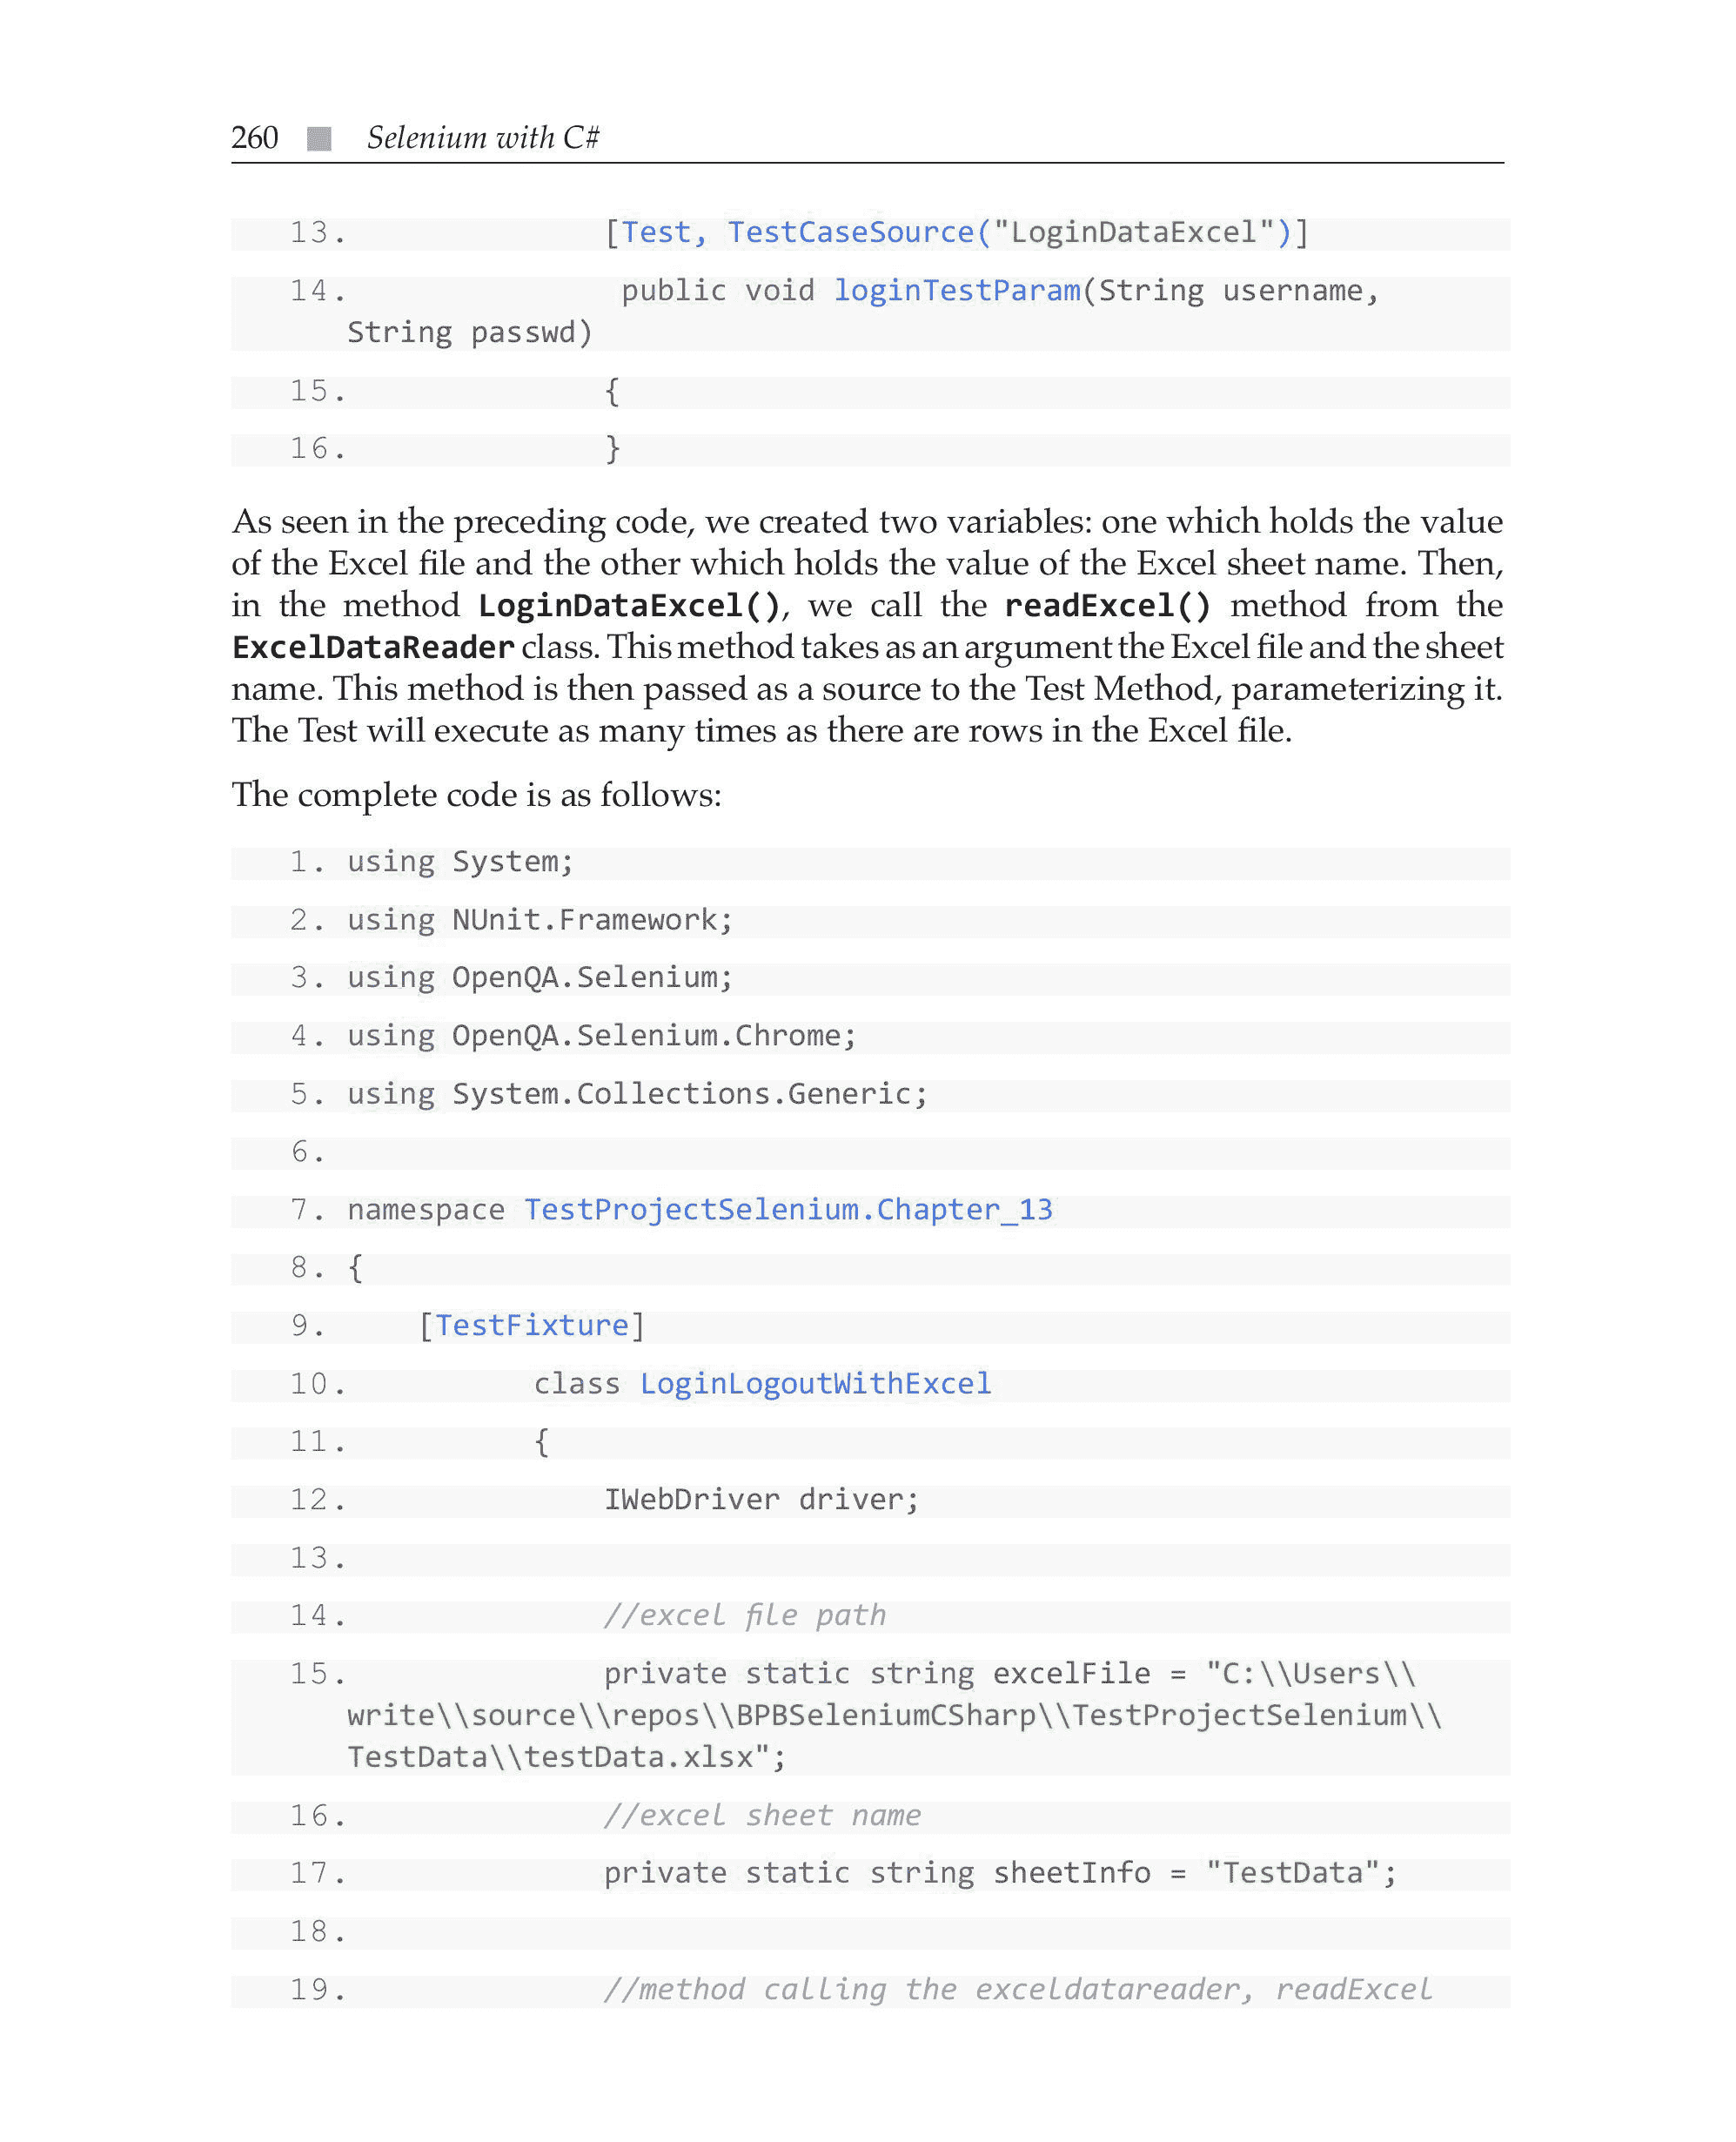 260 Selenium with C#
13. [Test, TestCaseSource("LoginDataExcel")]
14. public void loginTestParam(String username,
String passwd)
15. {
16. }
As seen in the preceding code, we created two variables: one which holds the value
of the Excel file and the other which holds the value of the Excel sheet name. Then,
in the method LoginDataExcel(), we call the readExcel() method from the
ExcelDataReader class. This method takes as an argument the Excel file and the sheet
name. This method is then passed as a source to the Test Method, parameterizing it.
The Test will execute as many times as there are rows in the Excel file.
The complete code is as follows:
1. using System;
2. using NUnit.Framework;
3. using OpenQA.Selenium;
4. using OpenQA.Selenium.Chrome;
5. using System.Collections.Generic;
6.
7. namespace TestProjectSelenium.Chapter_13
8. {
9. [TestFixture]
10. class LoginLogoutWithExcel
11. {
12. IWebDriver driver;
13.
14. //excel file path
15. private static string excelFile = "C:\\Users\\
write\\source\\repos\\BPBSeleniumCSharp\\TestProjectSelenium\\
TestData\\testData.xlsx";
16. //excel sheet name
17. private static string sheetInfo = "TestData";
18.
19. //method calling the exceldatareader, readExcel